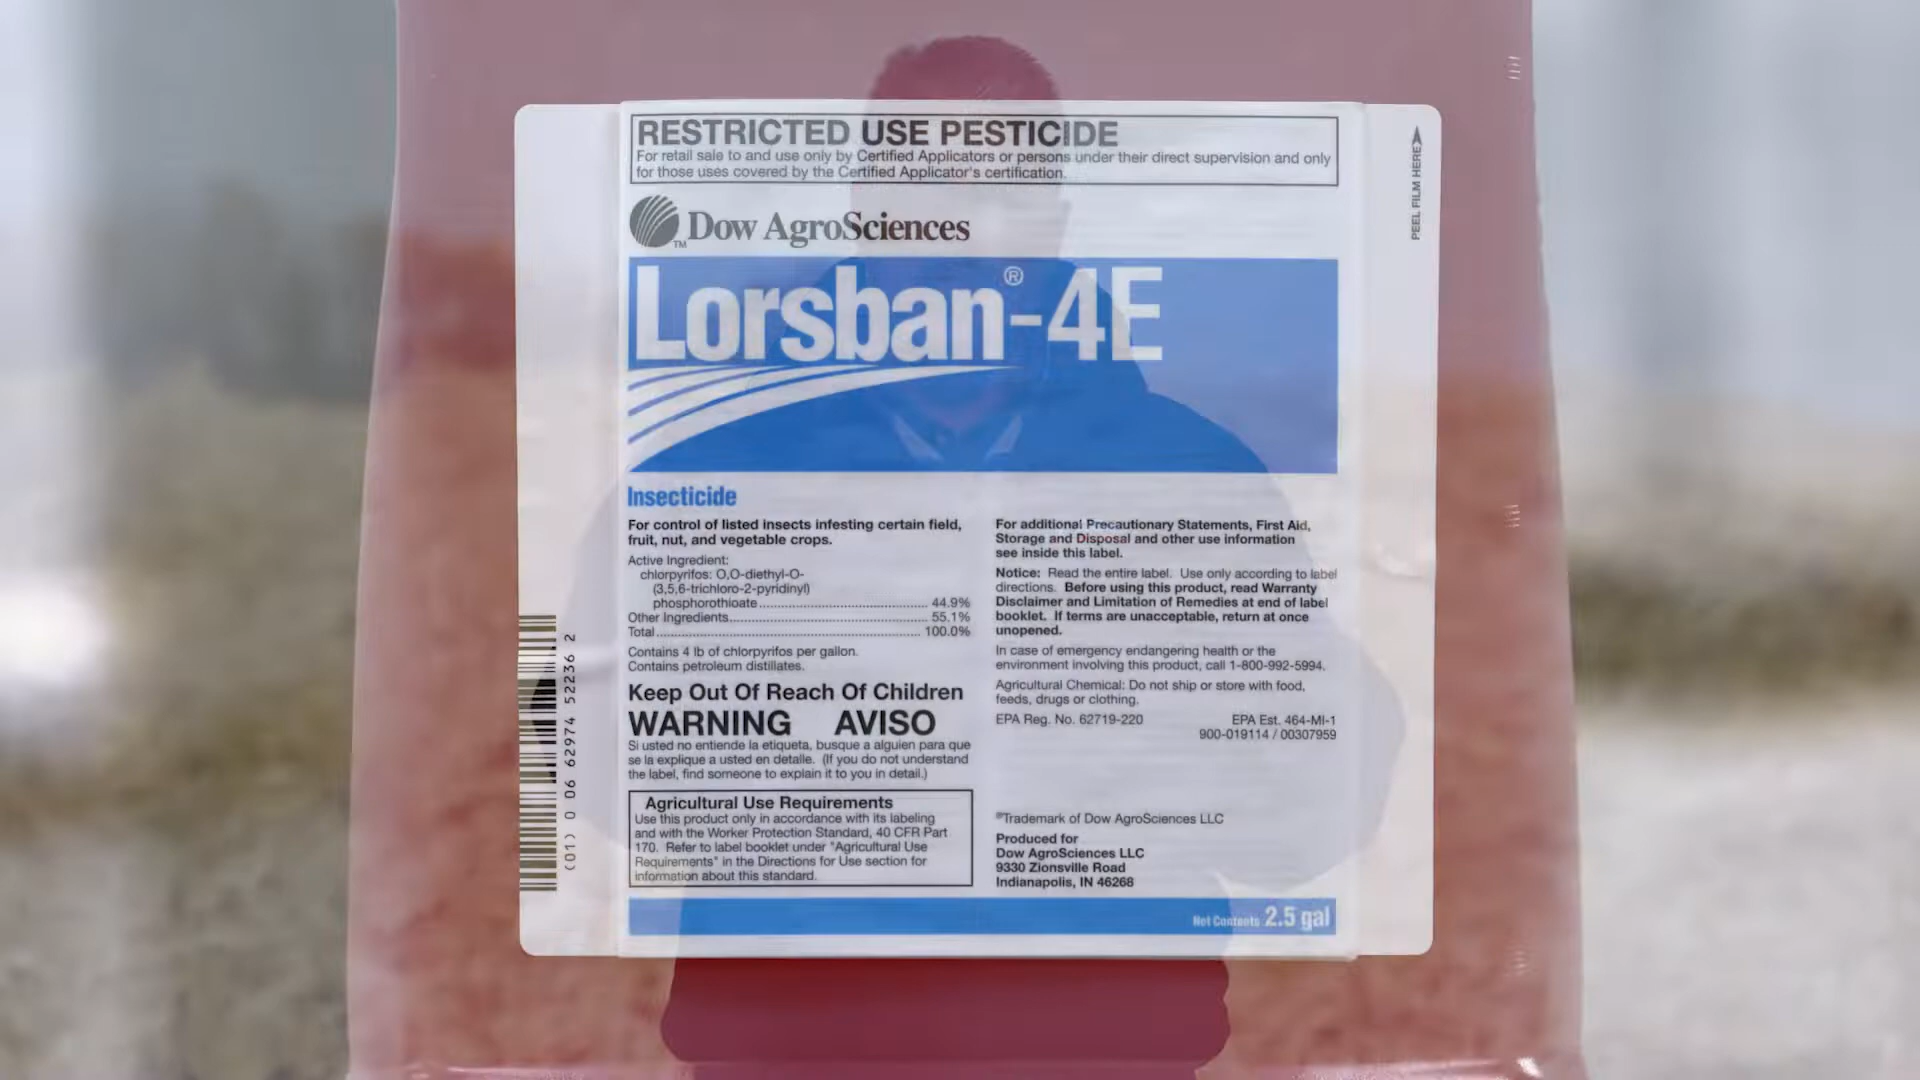 RESTRICTED USE PESTICIDE
For retail sale to and use only by Certified Applicators or persons under their direct supervision and only
for those uses covered by the Certified Applicator's certification.
PEEL FILM HERE
TM Dow AgroSciences
Lorsban®-4E
Insecticide
For control of listed insects infesting certain field,
fruit, nut, and vegetable crops.
Active Ingredient:
chlorpyrifos: O,O-diethyl-O-
(3,5,6-trichloro-2-pyridinyl)
phosphorothioate ........................................... 44.9%
Other Ingredients.................................................. 55.1%
Total.................................................................. 100.0%
Contains 4 lb of chlorpyrifos per gallon.
Contains petroleum distillates.
Keep Out Of Reach Of Children
WARNING AVISO
Si usted no entiende la etiqueta, busque a alguien para que
se la explique a usted en detalle. (If you do not understand
the label, find someone to explain it to you in detail.)
Agricultural Use Requirements
Use this product only in accordance with its labeling
and with the Worker Protection Standard, 40 CFR Part
170. Refer to label booklet under "Agricultural Use
Requirements" in the Directions for Use section for
information about this standard.
For additional Precautionary Statements, First Aid,
Storage and Disposal and other use information
see inside this label.
Notice: Read the entire label. Use only according to label
directions. Before using this product, read Warranty
Disclaimer and Limitation of Remedies at end of label
booklet. If terms are unacceptable, return at once
unopened.
In case of emergency endangering health or the
environment involving this product, call 1-800-992-5994.
Agricultural Chemical: Do not ship or store with food,
feeds, drugs or clothing.
EPA Reg. No. 62719-220 EPA Est. 464-MI-1
900-019114 / 00307959
®Trademark of Dow AgroSciences LLC
Produced for
Dow AgroSciences LLC
9330 Zionsville Road
Indianapolis, IN 46268
Net Contents 2.5 gal
(01) 0 06 62974 52236 2